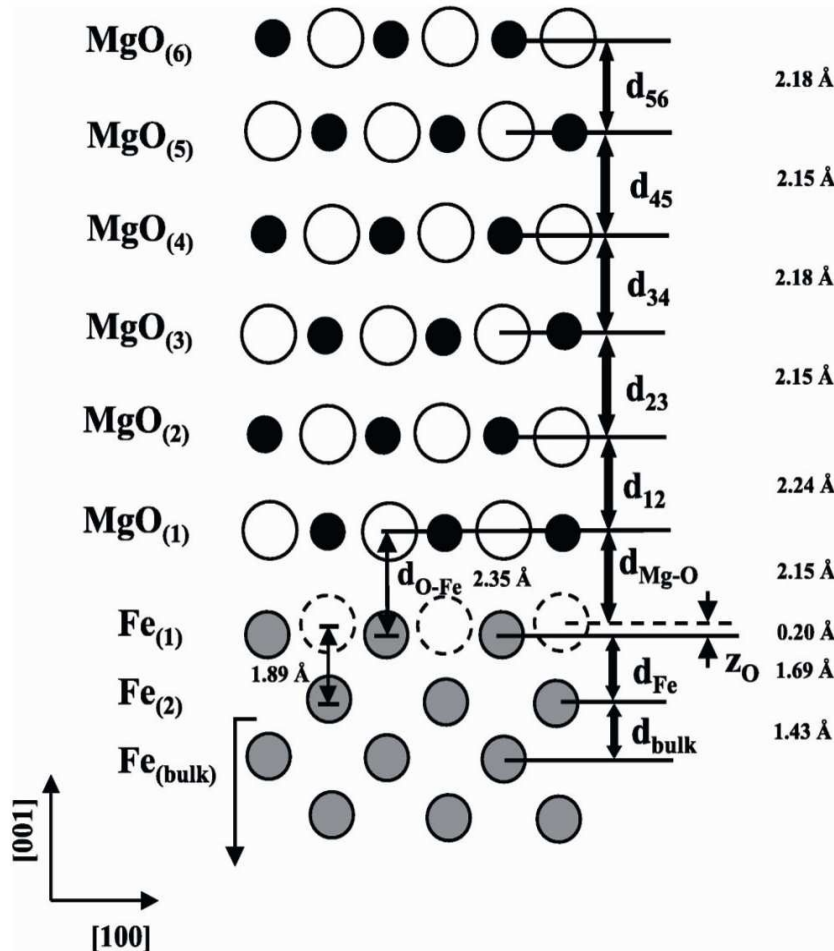 MgO(6)
d56
2.18 Å
MgO(5)
d45
2.15 Å
MgO(4)
d34
2.18 Å
MgO(3)
d23
2.15 Å
MgO(2)
d12
2.24 Å
MgO(1)
dO-Fe
2.35 Å
dMg-O
2.15 Å
Fe(1)
zO
0.20 Å
1.89 Å
dFe
1.69 Å
Fe(2)
dbulk
1.43 Å
Fe(bulk)
[001]
[100]